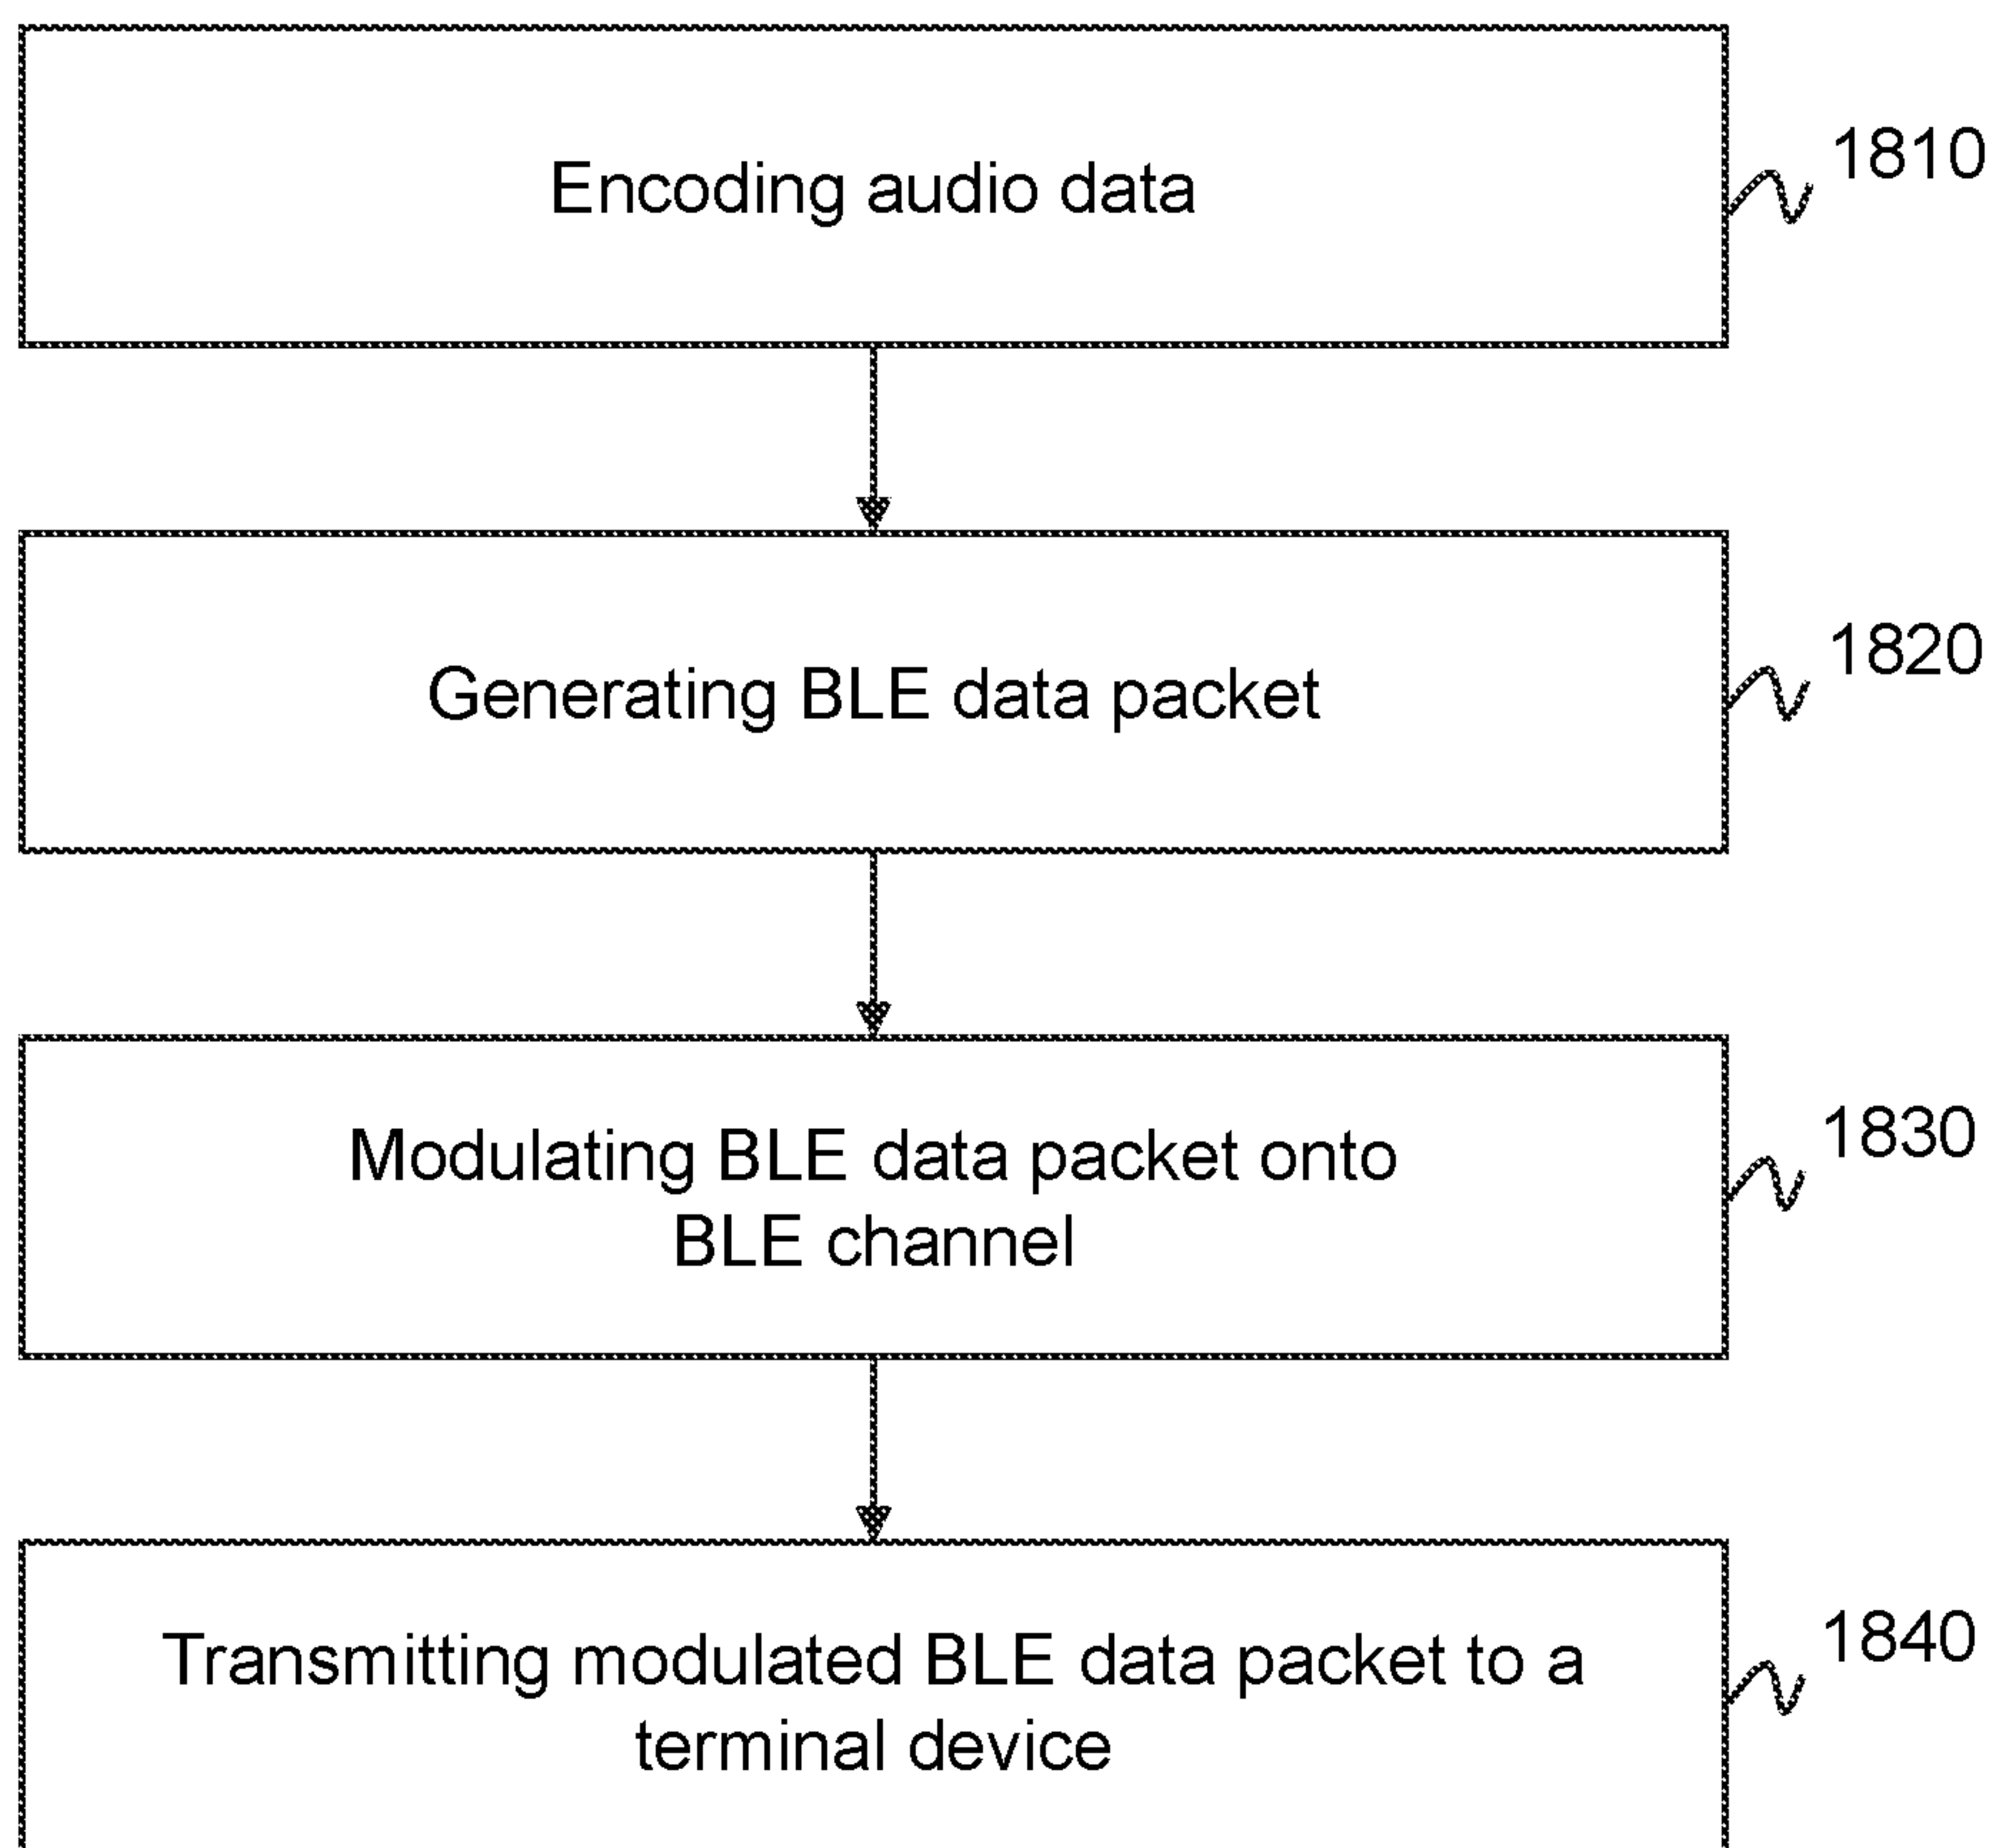 Encoding audio data
1810
Generating BLE data packet
1820
Modulating BLE data packet onto
BLE channel
1830
Transmitting modulated BLE data packet to a
terminal device
1840